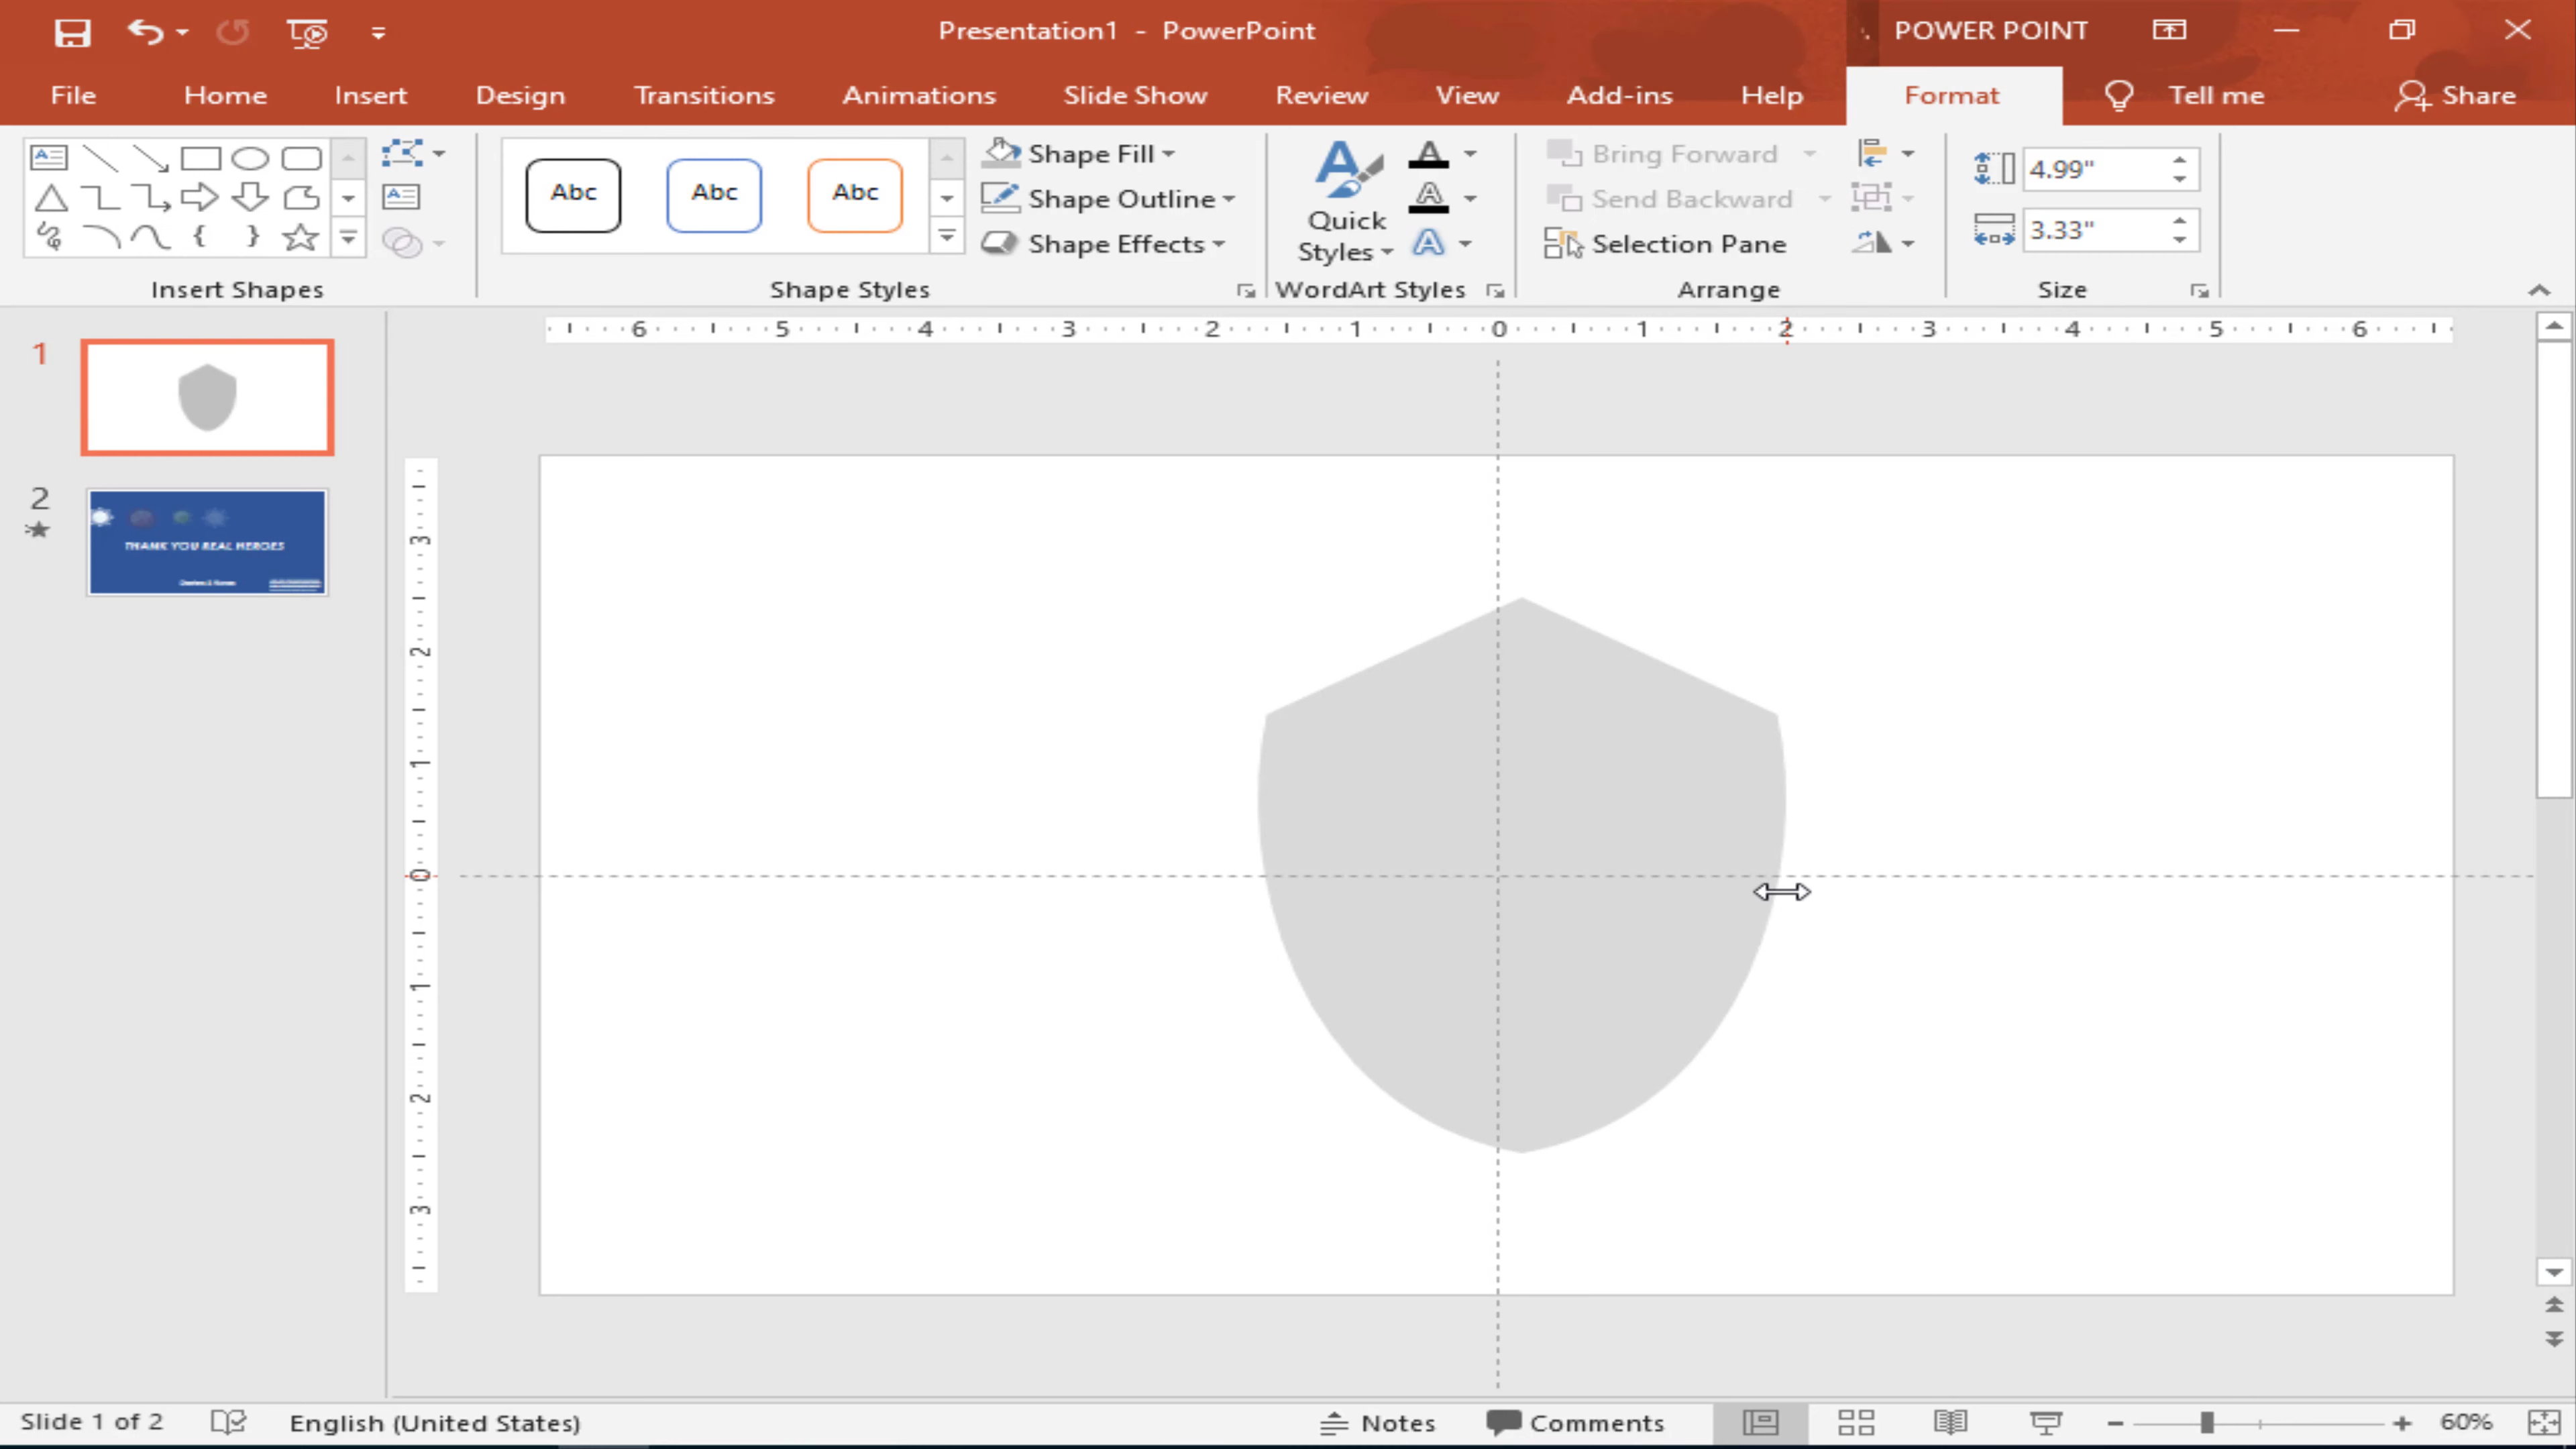 Presentation1 - PowerPoint
POWER POINT
File Home Insert Design Transitions Animations Slide Show Review View Add-ins Help Format Tell me Share
Abc Abc Abc
Shape Fill
Shape Outline
Shape Effects
Quick
Styles
Bring Forward
Send Backward
Selection Pane
4.99"
3.33"
Insert Shapes Shape Styles WordArt Styles Arrange Size
6 5 4 3 2 1 0 1 2 3 4 5 6
3
2
1
0
1
2
3
1
2
THANK YOU REAL HEROES
Slide 1 of 2 English (United States) Notes Comments 60%